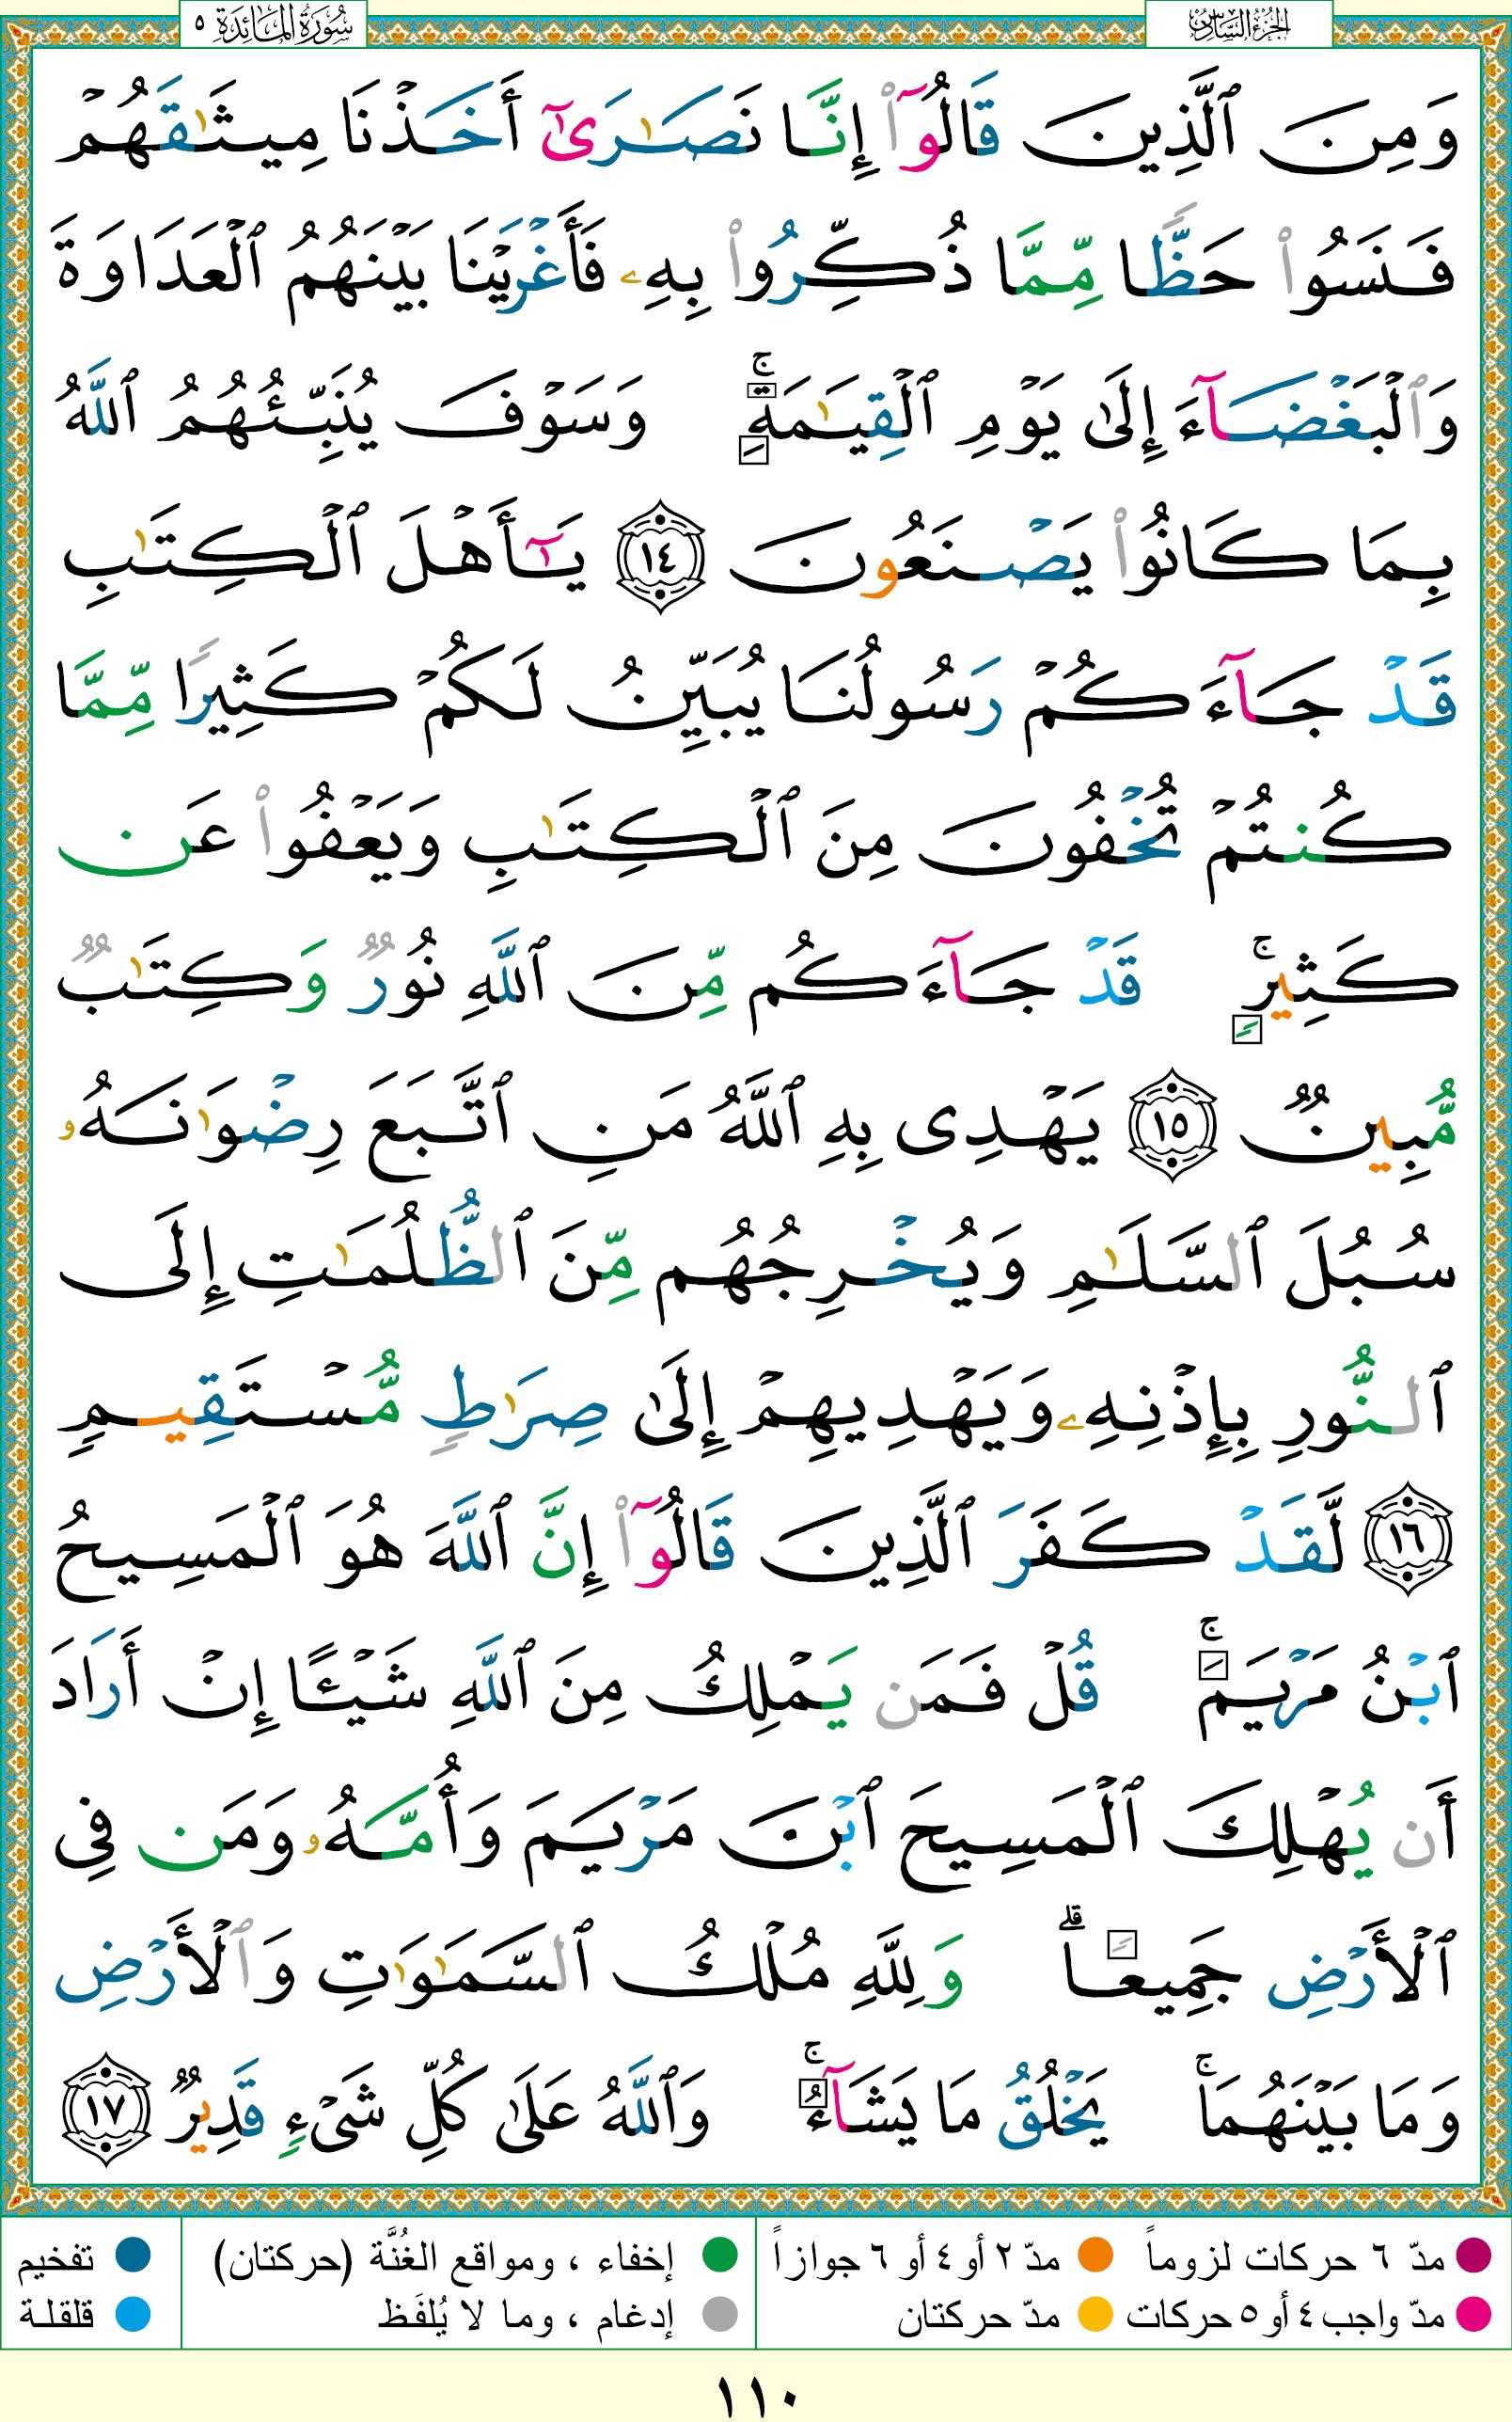 الجزء السادس
سورة المائدة ٥
وَمِنَ ٱلَّذِينَ قَالُوٓا۟ إِنَّا نَصَـٰرَىٰٓ أَخَذْنَا مِيثَـٰقَهُمْ
فَنَسُوا۟ حَظًّا مِّمَّا ذُكِّرُوا۟ بِهِۦ فَأَغْرَيْنَا بَيْنَهُمُ ٱلْعَدَاوَةَ
وَٱلْبَغْضَآءَ إِلَىٰ يَوْمِ ٱلْقِيَـٰمَةِ ۚ وَسَوْفَ يُنَبِّئُهُمُ ٱللَّهُ
بِمَا كَانُوا۟ يَصْنَعُونَ ١٤ يَـٰٓأَهْلَ ٱلْكِتَـٰبِ
قَدْ جَآءَكُمْ رَسُولُنَا يُبَيِّنُ لَكُمْ كَثِيرًا مِّمَّا
كُنتُمْ تُخْفُونَ مِنَ ٱلْكِتَـٰبِ وَيَعْفُوا۟ عَن
كَثِيرٍ ۚ قَدْ جَآءَكُم مِّنَ ٱللَّهِ نُورٌ وَكِتَـٰبٌ
مُّبِينٌ ١٥ يَهْدِى بِهِ ٱللَّهُ مَنِ ٱتَّبَعَ رِضْوَٰنَهُۥ
سُبُلَ ٱلسَّلَـٰمِ وَيُخْرِجُهُم مِّنَ ٱلظُّلُمَـٰتِ إِلَى
ٱلنُّورِ بِإِذْنِهِۦ وَيَهْدِيهِمْ إِلَىٰ صِرَٰطٍ مُّسْتَقِيمٍ
١٦ لَّقَدْ كَفَرَ ٱلَّذِينَ قَالُوٓا۟ إِنَّ ٱللَّهَ هُوَ ٱلْمَسِيحُ
ٱبْنُ مَرْيَمَ ۚ قُلْ فَمَن يَمْلِكُ مِنَ ٱللَّهِ شَيْـًٔا إِنْ أَرَادَ
أَن يُهْلِكَ ٱلْمَسِيحَ ٱبْنَ مَرْيَمَ وَأُمَّهُۥ وَمَن فِى
ٱلْأَرْضِ جَمِيعًا ۗ وَلِلَّهِ مُلْكُ ٱلسَّمَـٰوَٰتِ وَٱلْأَرْضِ
وَمَا بَيْنَهُمَا ۚ يَخْلُقُ مَا يَشَآءُ ۚ وَٱللَّهُ عَلَىٰ كُلِّ شَىْءٍ قَدِيرٌ ١٧
مدّ ٦ حركات لزوماً مدّ ٢ أو ٤ أو ٦ جوازاً إخفاء ، ومواقع الغُنَّة (حركتان) تفخيم
مدّ واجب ٤ أو ٥ حركات مدّ حركتان إدغام ، وما لا يُلفَظ قلقلة
١١٠